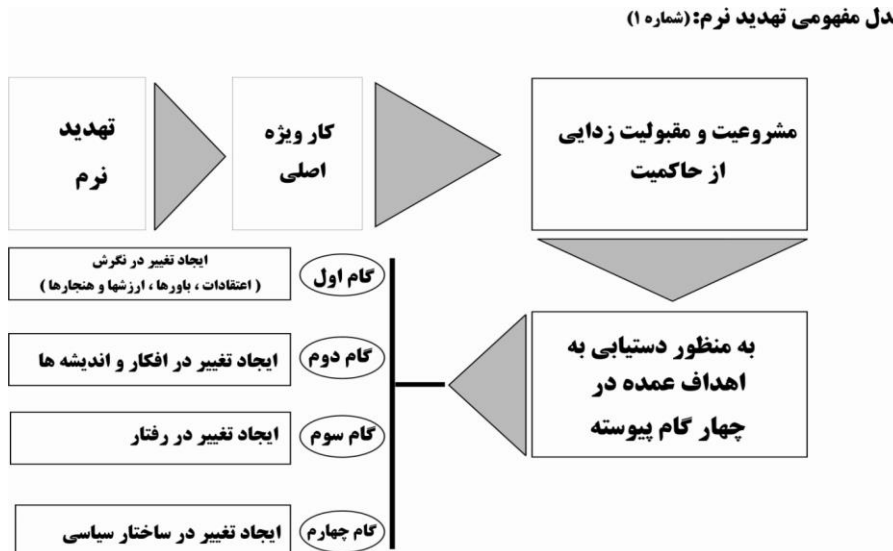 دل مفهومی تهدید نرم: (شماره ۱)
تهدید
نرم
کار ویژه
اصلی
مشروعیت و مقبولیت زدایی
از حاکمیت
به منظور دستیابی به
اهداف عمده در
چهار گام پیوسته
گام اول
ایجاد تغییر در نگرش
( اعتقادات ، باورها ، ارزشها و هنجارها )
گام دوم
ایجاد تغییر در افکار و اندیشه ها
گام سوم
ایجاد تغییر در رفتار
گام چهارم
ایجاد تغییر در ساختار سیاسی